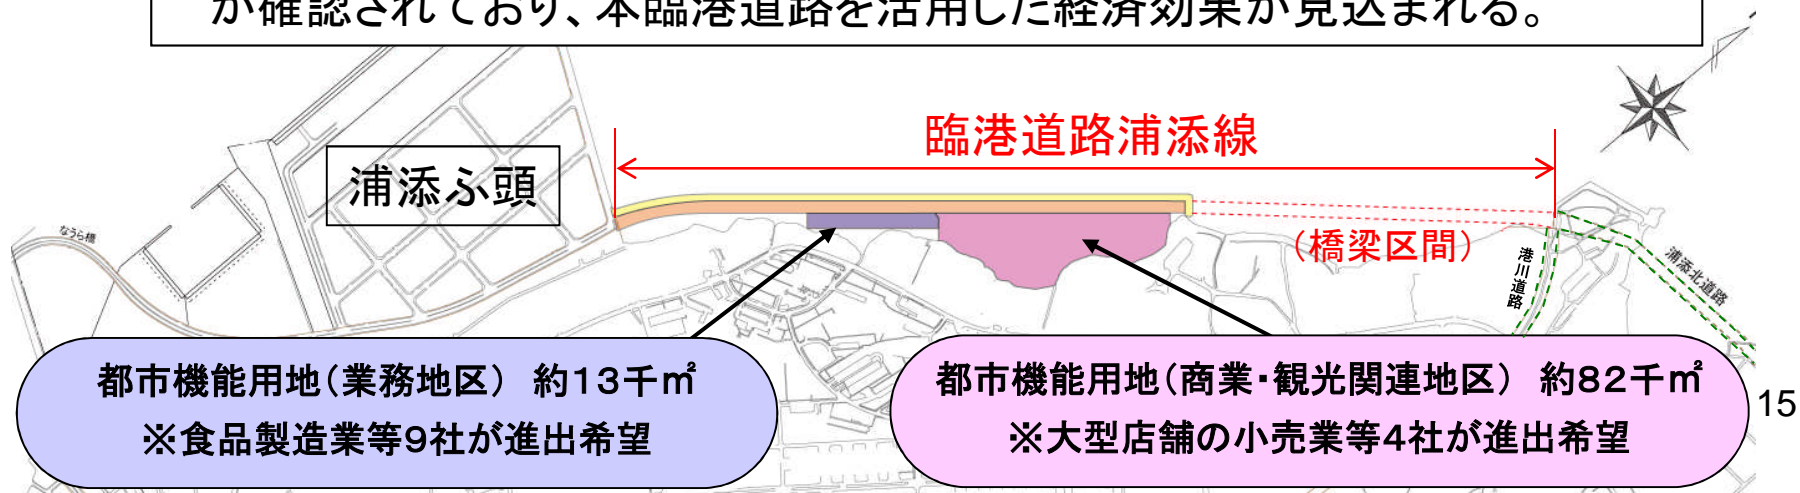 が確認されており、本臨港道路を活用した経済効果が見込まれる。
臨港道路浦添線
浦添ふ頭
なうら橋
(橋梁区間)
港川道路
浦添北道路
都市機能用地(業務地区) 約13千㎡
※食品製造業等9社が進出希望
都市機能用地(商業・観光関連地区) 約82千㎡
※大型店舗の小売業等4社が進出希望
15